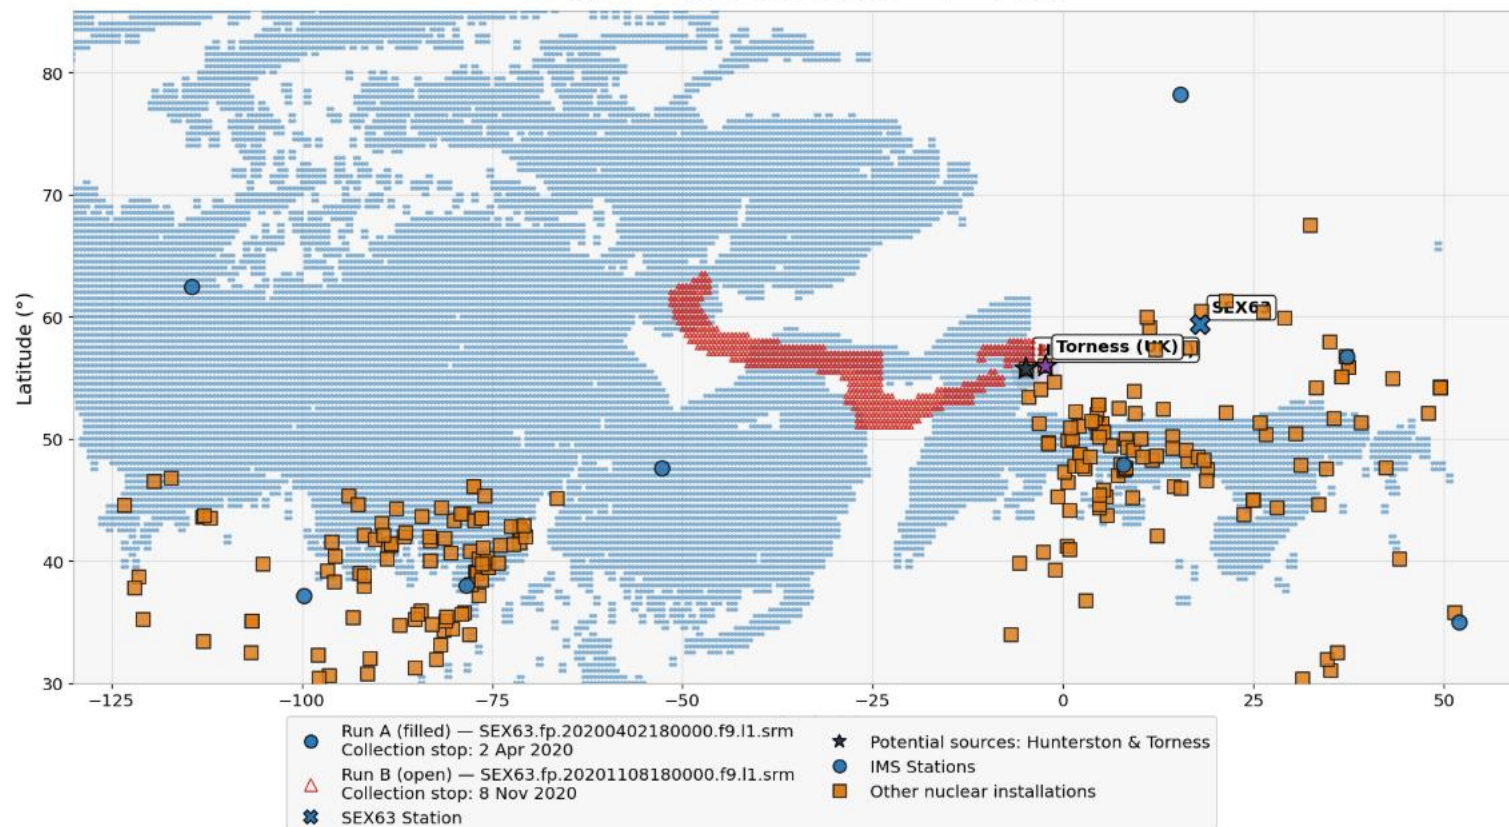 80
70
60
50
40
30
Latitude (°)
SEX63
Torness (UK)
−125
−100
−75
−50
−25
0
25
50
Run A (filled) — SEX63.fp.20200402180000.f9.l1.srm
Collection stop: 2 Apr 2020
Run B (open) — SEX63.fp.20201108180000.f9.l1.srm
Collection stop: 8 Nov 2020
SEX63 Station
Potential sources: Hunterston & Torness
IMS Stations
Other nuclear installations